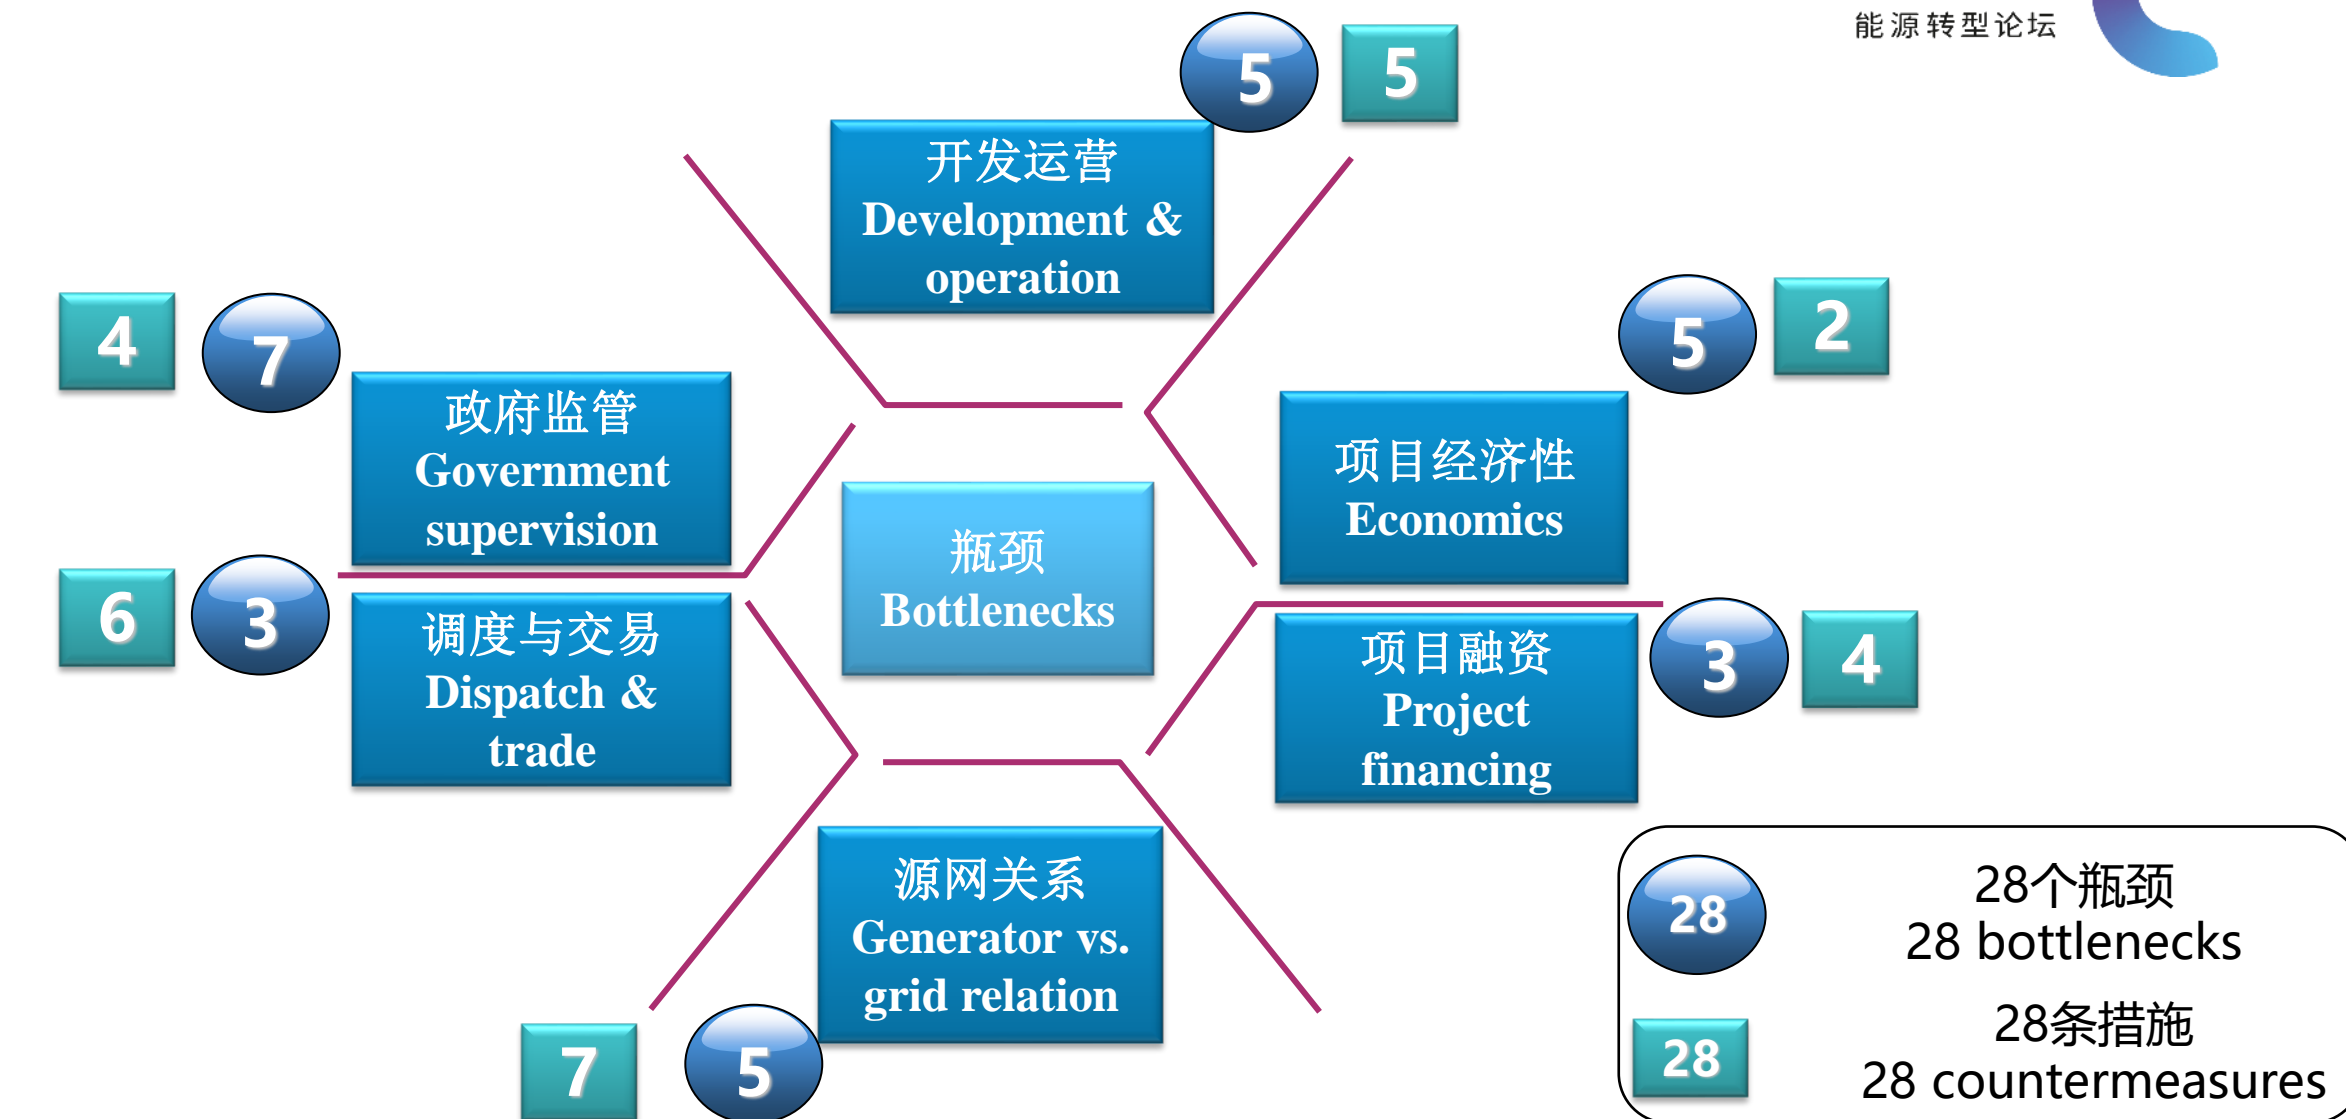 能源转型论坛
5
5
开发运营
Development &
operation
4
7
政府监管
Government
supervision
5
2
项目经济性
Economics
瓶颈
Bottlenecks
6
3
调度与交易
Dispatch &
trade
项目融资
Project
financing
3
4
源网关系
Generator vs.
grid relation
7
5
28
28个瓶颈
28 bottlenecks
28
28条措施
28 countermeasures